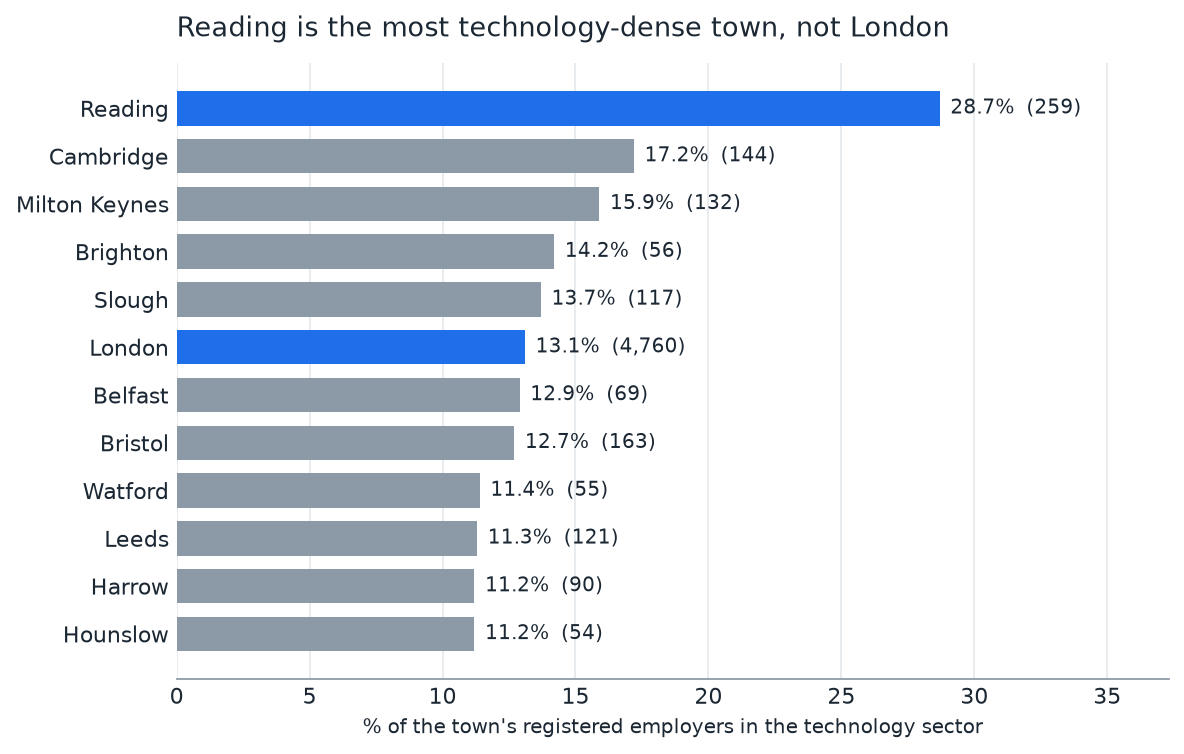 Reading is the most technology-dense town, not London
Reading 28.7% (259)
Cambridge 17.2% (144)
Milton Keynes 15.9% (132)
Brighton 14.2% (56)
Slough 13.7% (117)
London 13.1% (4,760)
Belfast 12.9% (69)
Bristol 12.7% (163)
Watford 11.4% (55)
Leeds 11.3% (121)
Harrow 11.2% (90)
Hounslow 11.2% (54)
0 5 10 15 20 25 30 35
% of the town's registered employers in the technology sector